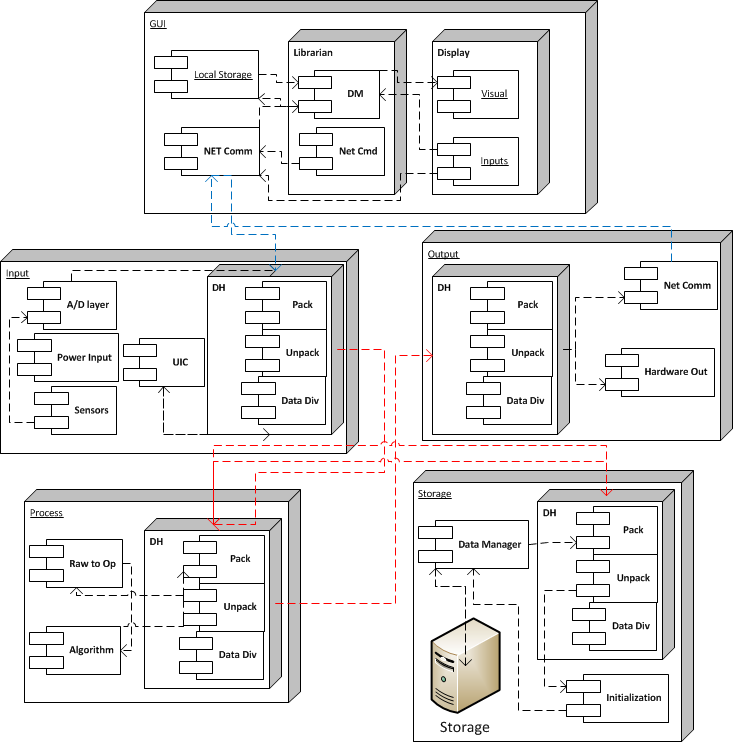 GUI
Librarian
Display
Local Storage
DM
Visual
NET Comm
Net Cmd
Inputs
Input
DH
A/D layer
Pack
Power Input
UIC
Unpack
Sensors
Data Div
Output
DH
Net Comm
Pack
Unpack
Hardware Out
Data Div
Process
DH
Raw to Op
Pack
Unpack
Algorithm
Data Div
Storage
DH
Data Manager
Pack
Unpack
Data Div
Storage
Initialization